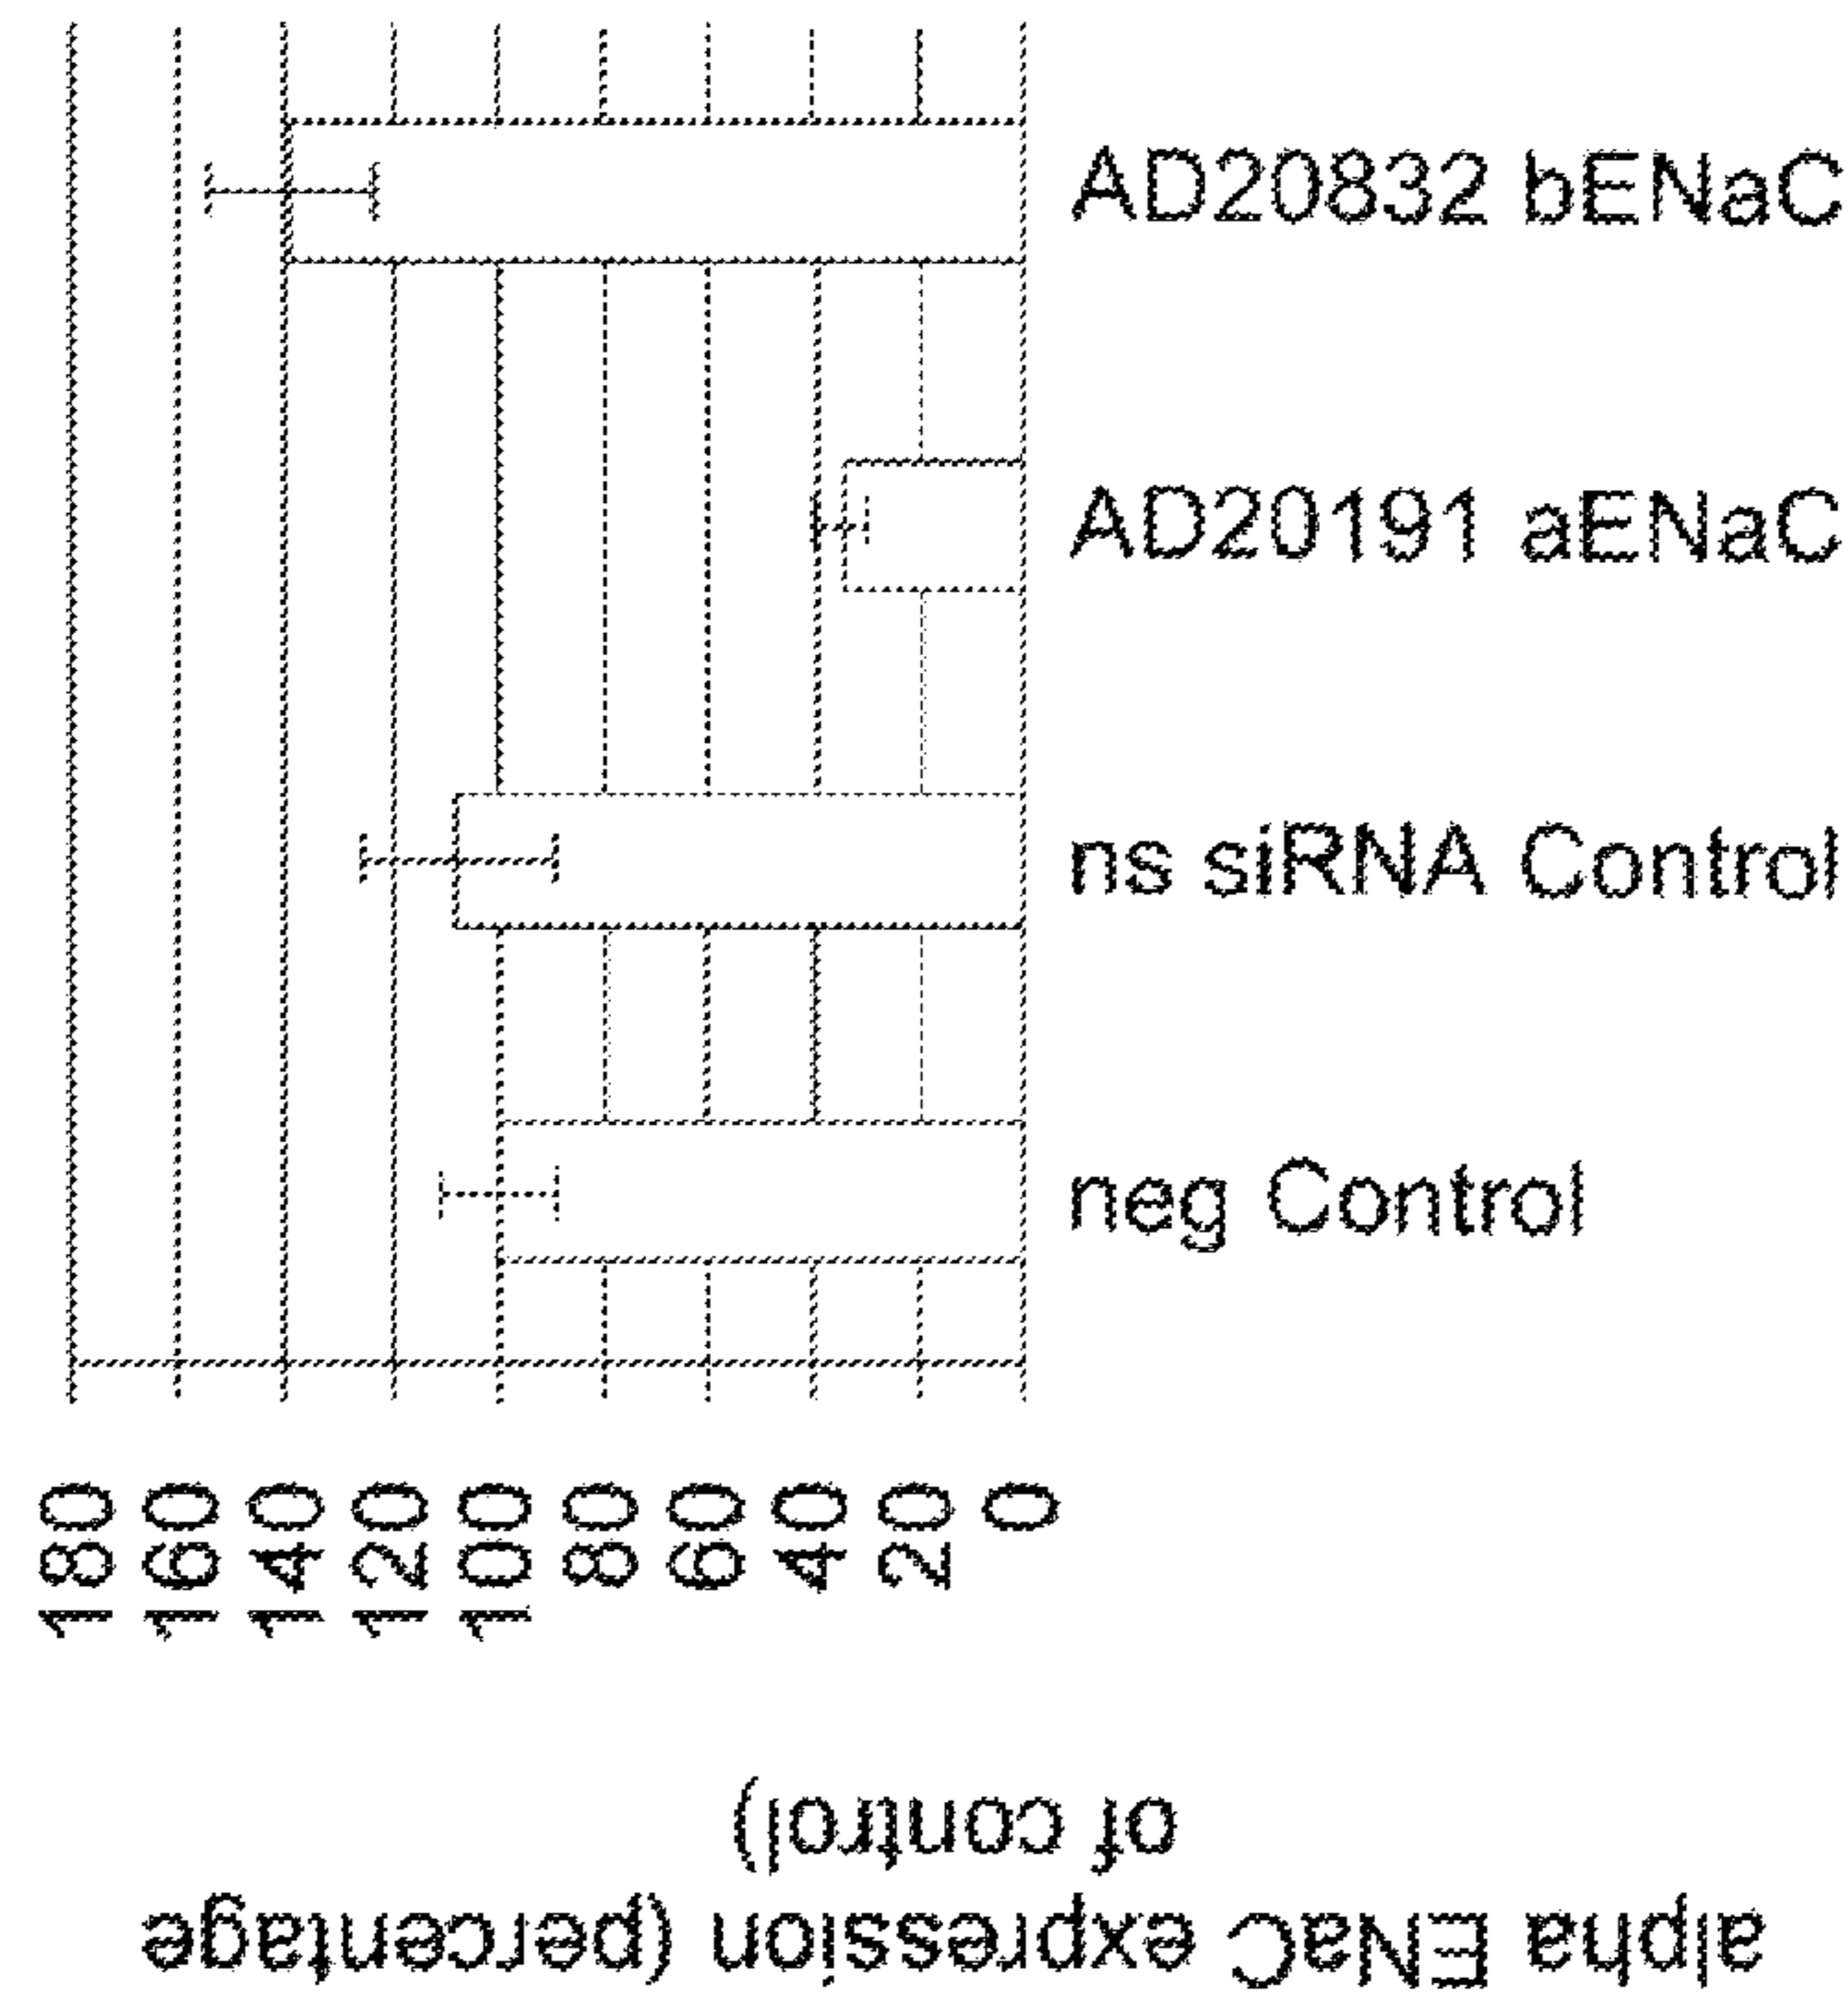 AD20832 bENaC
AD20191 aENaC
ns siRNA Control
neg Control
180
160
140
120
100
80
60
40
20
0
alpha ENaC expression (percentage
of control)